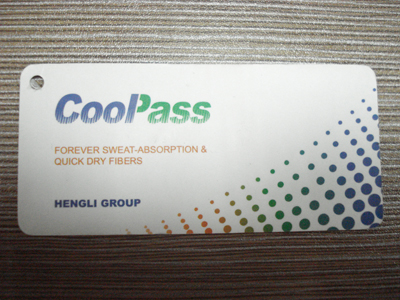 CoolPass
FOREVER SWEAT-ABSORPTION &
QUICK DRY FIBERS
HENGLI GROUP